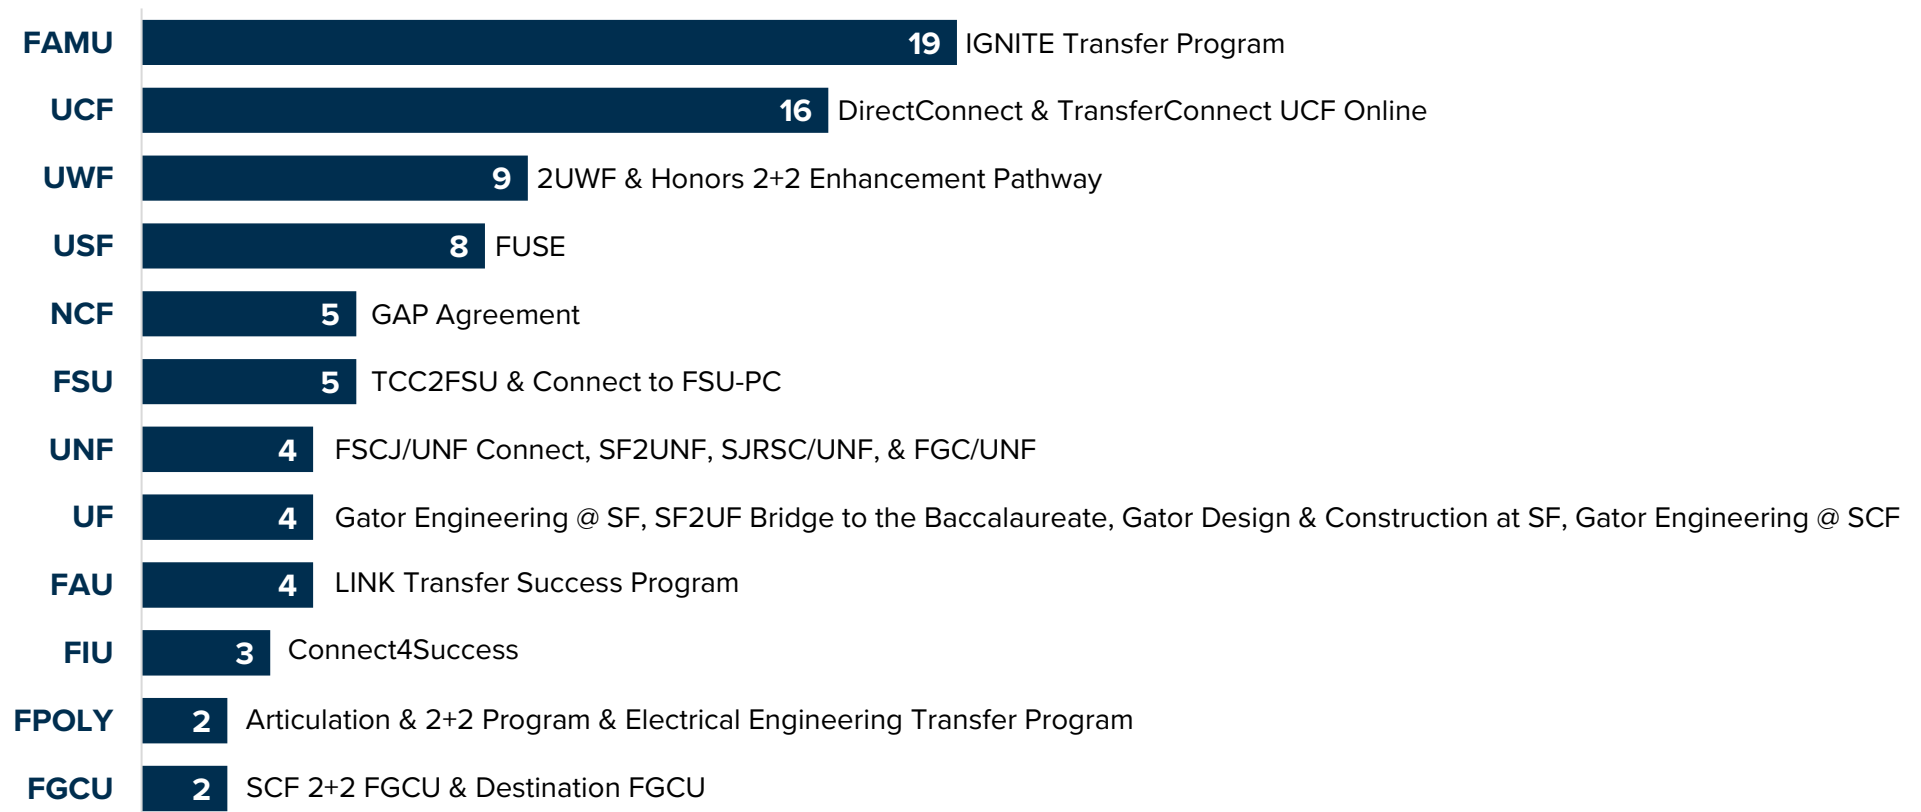 FAMU 19 IGNITE Transfer Program
UCF 16 DirectConnect & TransferConnect UCF Online
UWF 9 2UWF & Honors 2+2 Enhancement Pathway
USF 8 FUSE
NCF 5 GAP Agreement
FSU 5 TCC2FSU & Connect to FSU-PC
UNF 4 FSCJ/UNF Connect, SF2UNF, SJRSC/UNF, & FGC/UNF
UF 4 Gator Engineering @ SF, SF2UF Bridge to the Baccalaureate, Gator Design & Construction at SF, Gator Engineering @ SCF
FAU 4 LINK Transfer Success Program
FIU 3 Connect4Success
FPOLY 2 Articulation & 2+2 Program & Electrical Engineering Transfer Program
FGCU 2 SCF 2+2 FGCU & Destination FGCU